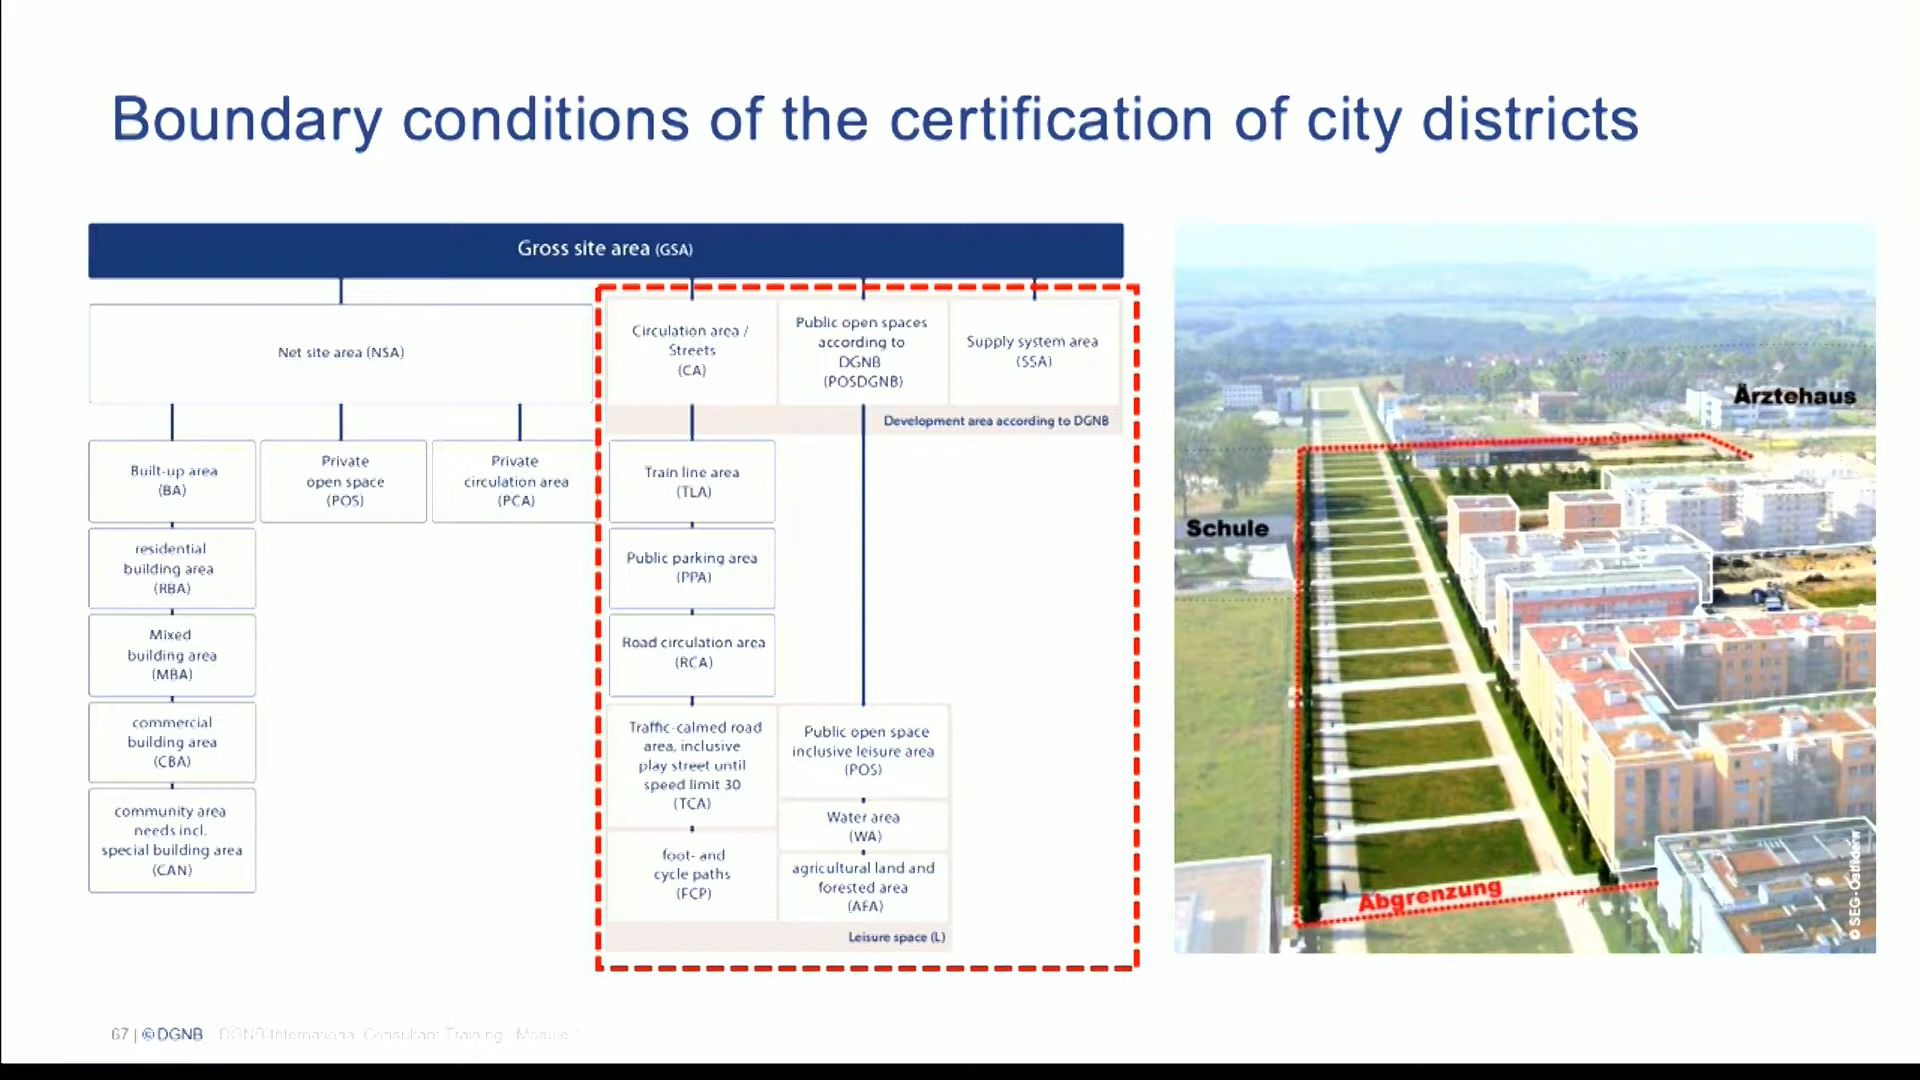 Boundary conditions of the certification of city districts
Gross site area (GSA)
Net site area (NSA)
Circulation area /
Streets
(CA)
Public open spaces
according to
DGNB
(POSDGNB)
Supply system area
(SSA)
Development area according to DGNB
Built-up area
(BA)
Private
open space
(POS)
Private
circulation area
(PCA)
Train line area
(TLA)
residential
building area
(RBA)
Public parking area
(PPA)
Mixed
building area
(MBA)
Road circulation area
(RCA)
commercial
building area
(CBA)
Traffic-calmed road
area, inclusive
play street until
speed limit 30
(TCA)
Public open space
inclusive leisure area
(POS)
community area
needs incl.
special building area
(CAN)
Water area
(WA)
foot- and
cycle paths
(FCP)
agricultural land and
forested area
(AFA)
Leisure space (L)
Ärztehaus
Schule
Abgrenzung
© SEG-Ostfildern
67 | © DGNB DGNB International Consultant Training - Module